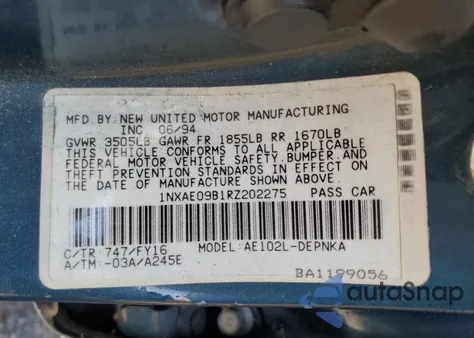 MFD. BY: NEW UNITED MOTOR MANUFACTURING
INC 06/94
GVWR 3505LB GAWR FR 1855LB RR 1670LB
THIS VEHICLE CONFORMS TO ALL APPLICABLE
FEDERAL MOTOR VEHICLE SAFETY, BUMPER, AND
THEFT PREVENTION STANDARDS IN EFFECT ON
THE DATE OF MANUFACTURE SHOWN ABOVE.
1NXAE09B1RZ202275 PASS CAR
C/TR: 747/FY16 MODEL: AE102L-DEPNKA
A/TM: -03A/A245E
BA1199056
autoSnap